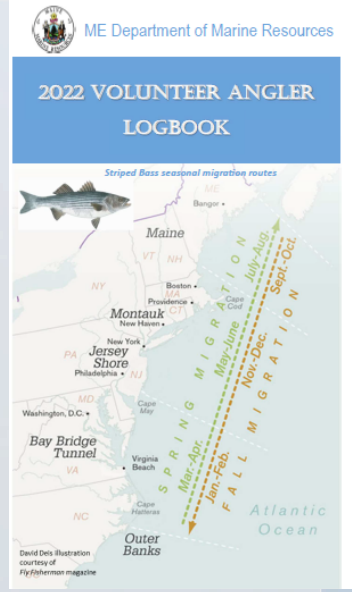 ME Department of Marine Resources
2022 VOLUNTEER ANGLER
LOGBOOK
Striped Bass seasonal migration routes
ME
Bangor
Maine
VT
NH
NY
Boston
MA
Providence
Cape
Cod
CT
Montauk
New Haven
New York
PA
Jersey
Shore
NJ
Philadelphia
MD
Washington, D.C.
Cape
May
Bay Bridge
Tunnel
Virginia
Beach
VA
Cape
Hatteras
NC
Outer
Banks
SPRING MIGRATION
Mar.-Apr.
May-June
July-Aug.
FALL MIGRATION
Sept.-Oct.
Nov.-Dec.
Jan.-Feb.
Atlantic
Ocean
David Deis illustration
courtesy of
Fly Fisherman magazine